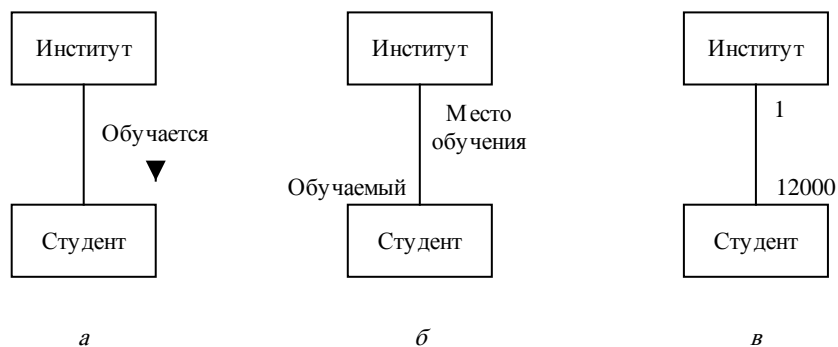 Институт
Обучается
Студент
а
Институт
Место
обучения
Обучаемый
Студент
б
Институт
1
12000
Студент
в